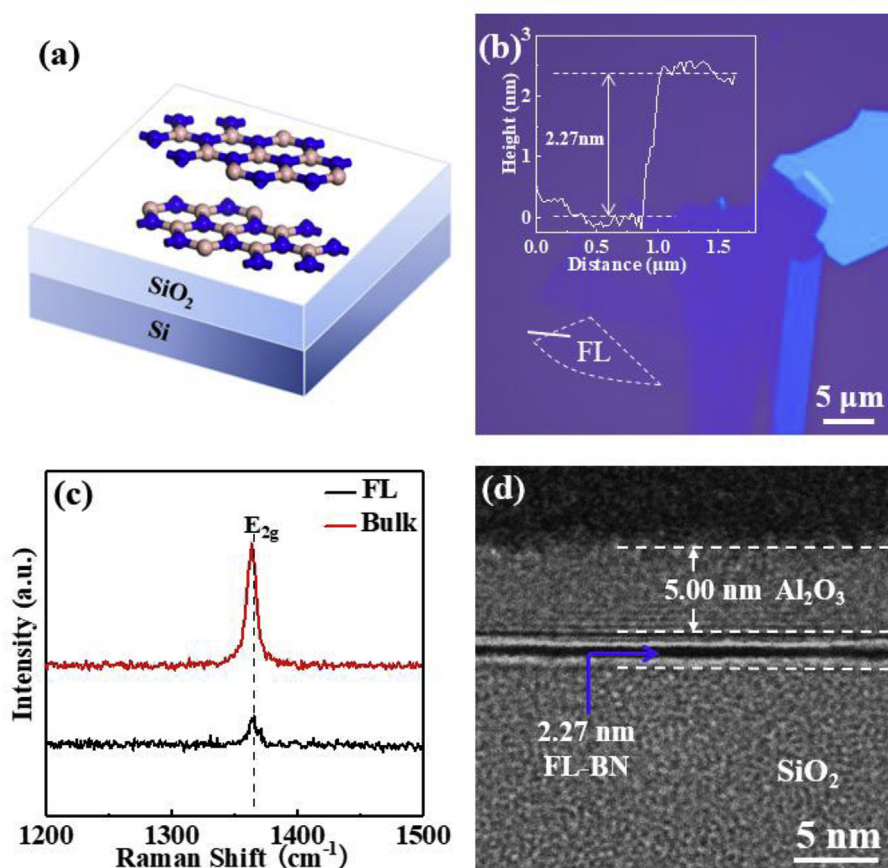 (a)
SiO2
Si
(b)
Height (nm)
3
2
1
0
2.27nm
0.0 0.5 1.0 1.5
Distance (μm)
FL
5 μm
(c)
FL
Bulk
E2g
Intensity (a.u.)
1200 1300 1400 1500
Raman Shift (cm-1)
(d)
5.00 nm Al2O3
2.27 nm
FL-BN
SiO2
5 nm